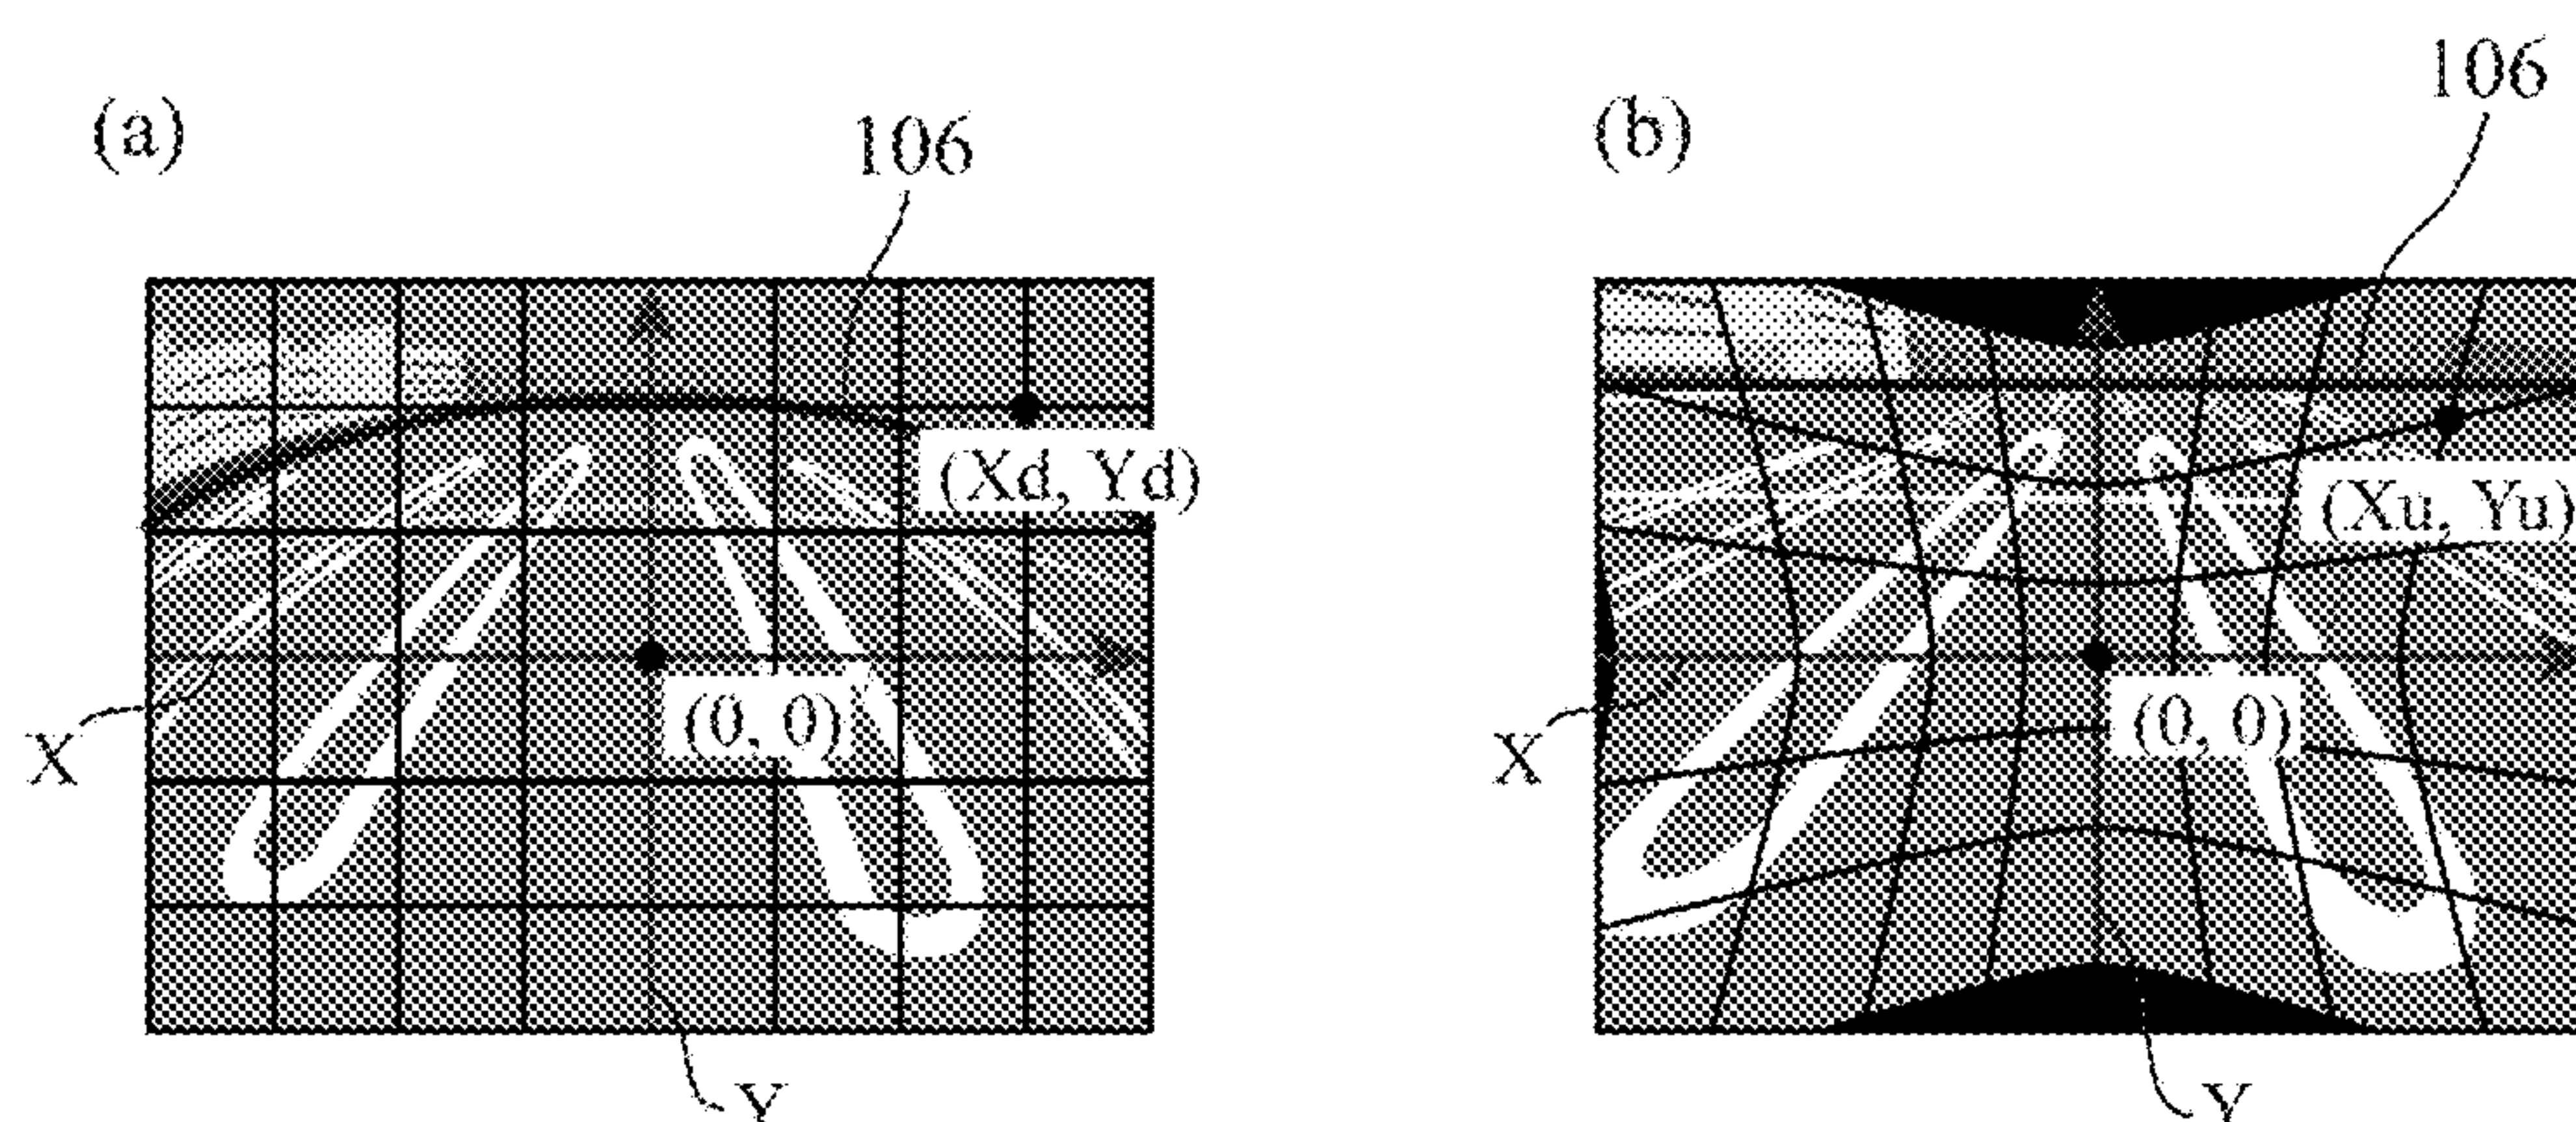 (a)
106
(Xd, Yd)
(0, 0)
X
Y
(b)
106
(Xu, Yu)
(0, 0)
X
Y